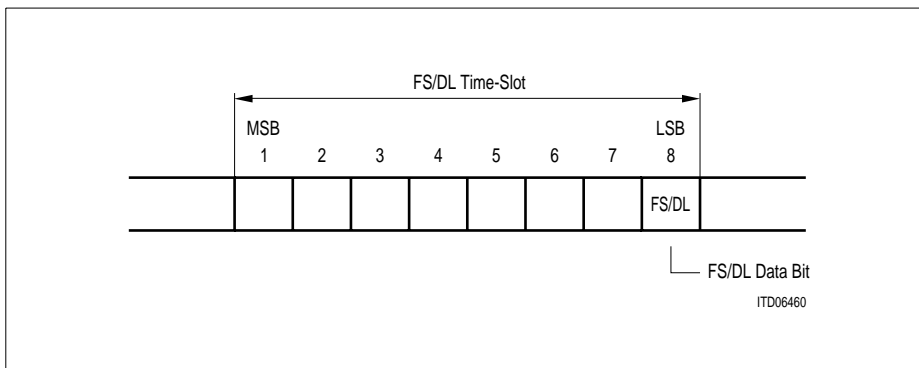 FS/DL Time-Slot
MSB LSB
1 2 3 4 5 6 7 8
FS/DL
FS/DL Data Bit
ITD06460